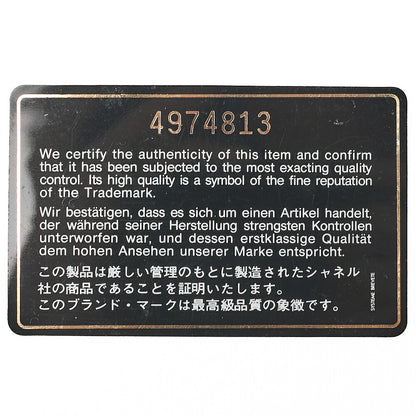 4974813
We certify the authenticity of this item and confirm
that it has been subjected to the most exacting quality
control. Its high quality is a symbol of the fine reputation
of the Trademark.
Wir bestätigen, dass es sich um einen Artikel handelt,
der während seiner Herstellung strengsten Kontrollen
unterworfen war, und dessen erstklassige Qualität
dem hohen Ansehen unserer Marke entspricht.
この製品は厳しい管理のもとに製造されたシャネル
社の商品であることを証明いたします。
このブランド・マークは最高級品質の象徴です。
SYSTEME BREVETE